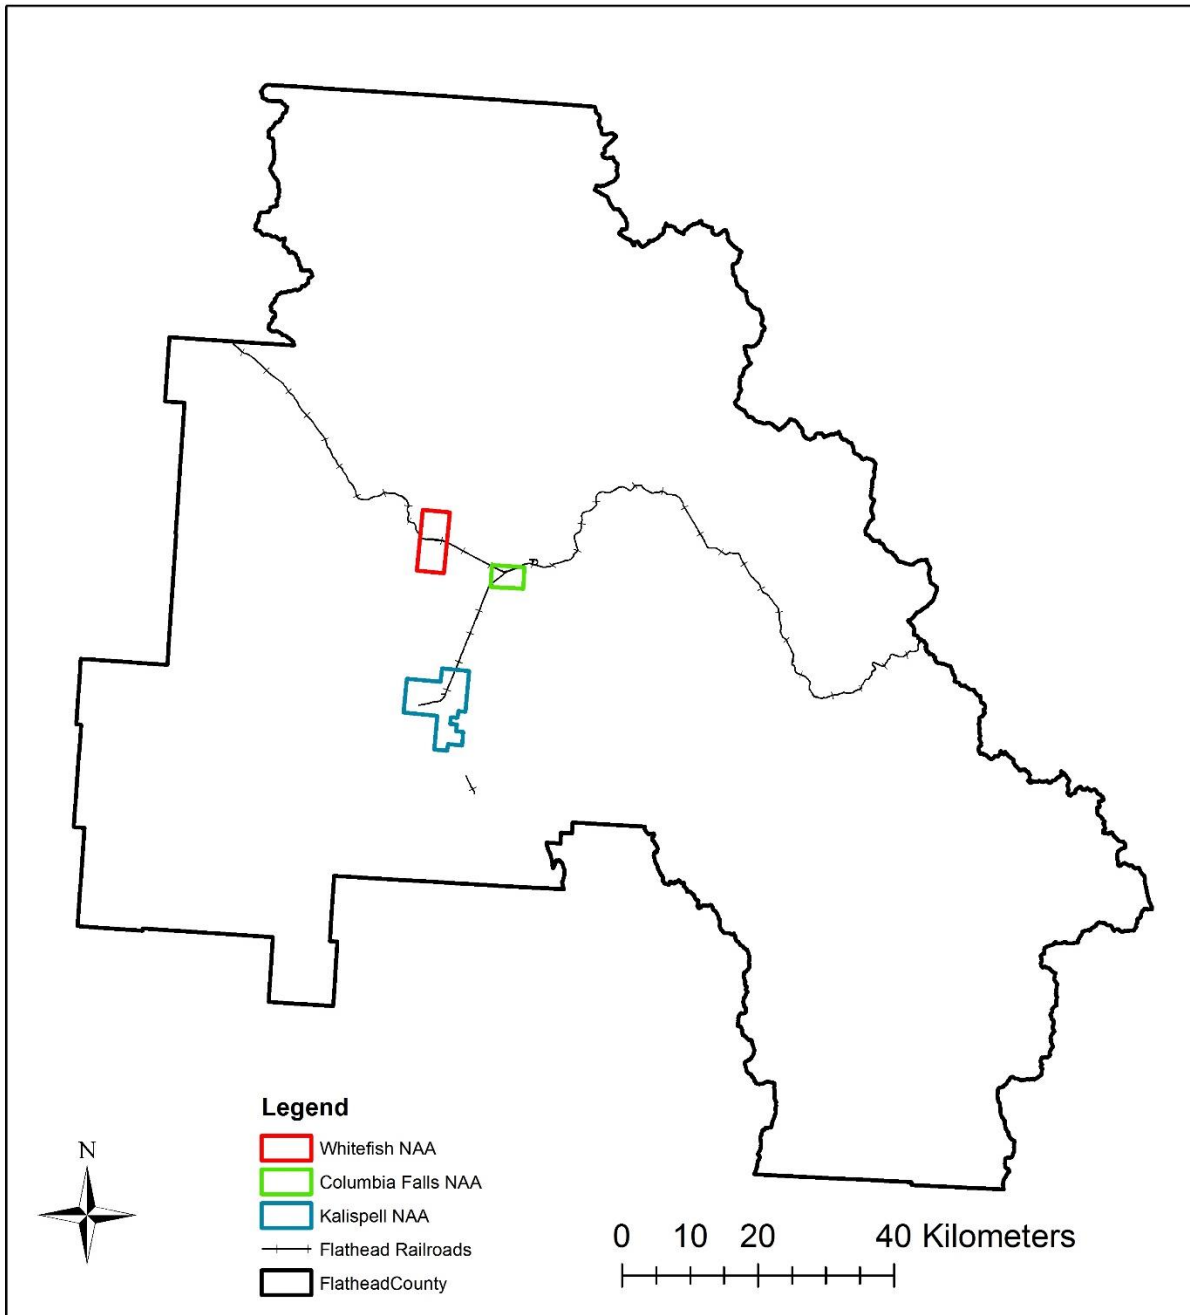 Legend
Whitefish NAA
Columbia Falls NAA
Kalispell NAA
Flathead Railroads
FlatheadCounty
N
0 10 20 40 Kilometers